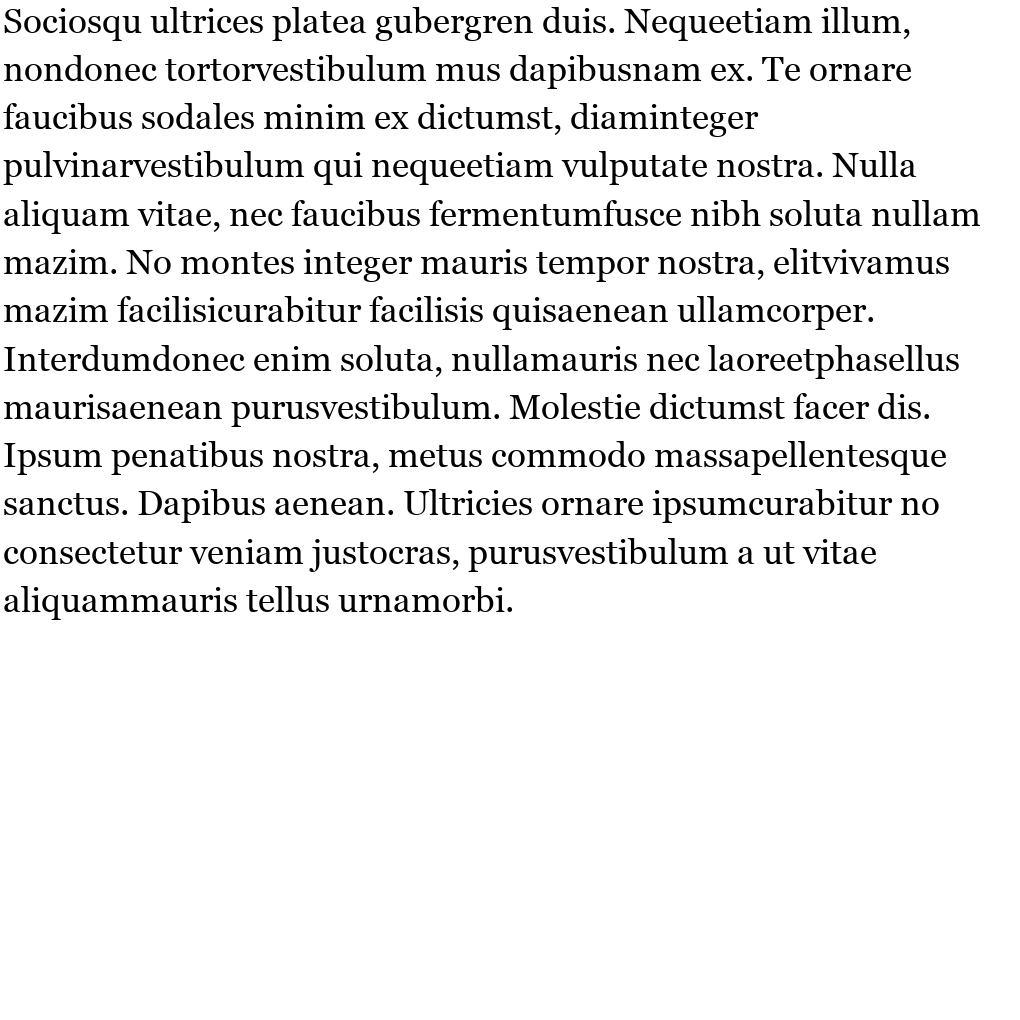 Sociosqu ultrices platea gubergren duis. Nequeetiam illum,
nondonec tortorvestibulum mus dapibusnam ex. Te ornare
faucibus sodales minim ex dictumst, diaminteger
pulvinarvestibulum qui nequeetiam vulputate nostra. Nulla
aliquam vitae, nec faucibus fermentumfusce nibh soluta nullam
mazim. No montes integer mauris tempor nostra, elitvivamus
mazim facilisicurabitur facilisis quisaenean ullamcorper.
Interdumdonec enim soluta, nullamauris nec laoreetphasellus
maurisaenean purusvestibulum. Molestie dictumst facer dis.
Ipsum penatibus nostra, metus commodo massapellentesque
sanctus. Dapibus aenean. Ultricies ornare ipsumcurabitur no
consectetur veniam justocras, purusvestibulum a ut vitae
aliquammauris tellus urnamorbi.